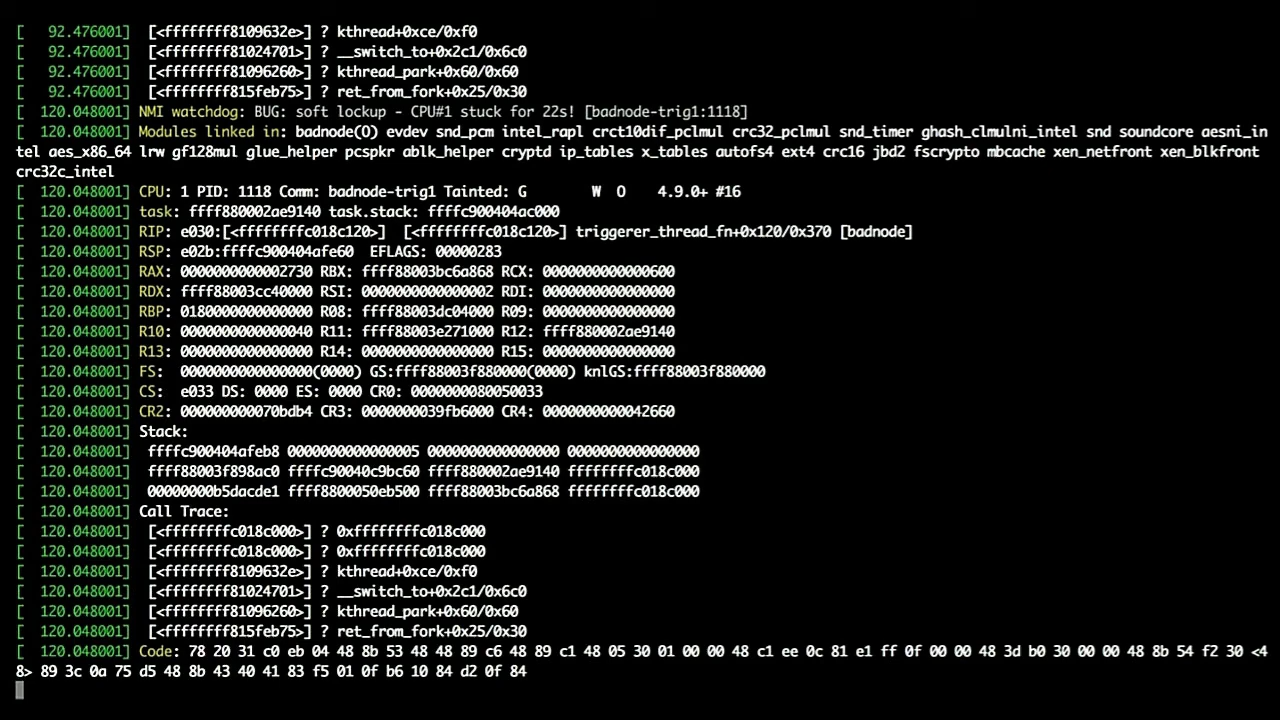 [   92.476001]  [<ffffffff8109632e>] ? kthread+0xce/0xf0
[   92.476001]  [<ffffffff81024701>] ? __switch_to+0x2c1/0x6c0
[   92.476001]  [<ffffffff81096260>] ? kthread_park+0x60/0x60
[   92.476001]  [<ffffffff815feb75>] ? ret_from_fork+0x25/0x30
[  120.048001] NMI watchdog: BUG: soft lockup - CPU#1 stuck for 22s! [badnode-trig1:1118]
[  120.048001] Modules linked in: badnode(O) evdev snd_pcm intel_rapl crct10dif_pclmul crc32_pclmul snd_timer ghash_clmulni_intel snd soundcore aesni_in
tel aes_x86_64 lrw gf128mul glue_helper pcspkr ablk_helper cryptd ip_tables x_tables autofs4 ext4 crc16 jbd2 fscrypto mbcache xen_netfront xen_blkfront
crc32c_intel
[  120.048001] CPU: 1 PID: 1118 Comm: badnode-trig1 Tainted: G        W  O    4.9.0+ #16
[  120.048001] task: ffff880002ae9140 task.stack: ffffc900404ac000
[  120.048001] RIP: e030:[<ffffffffc018c120>]  [<ffffffffc018c120>] triggerer_thread_fn+0x120/0x370 [badnode]
[  120.048001] RSP: e02b:ffffc900404afe60  EFLAGS: 00000283
[  120.048001] RAX: 0000000000002730 RBX: ffff88003bc6a868 RCX: 0000000000000600
[  120.048001] RDX: ffff88003cc40000 RSI: 0000000000000002 RDI: 0000000000000000
[  120.048001] RBP: 0180000000000000 R08: ffff88003dc04000 R09: 0000000000000000
[  120.048001] R10: 0000000000000040 R11: ffff88003e271000 R12: ffff880002ae9140
[  120.048001] R13: 0000000000000000 R14: 0000000000000000 R15: 0000000000000000
[  120.048001] FS:  0000000000000000(0000) GS:ffff88003f880000(0000) knlGS:ffff88003f880000
[  120.048001] CS:  e033 DS: 0000 ES: 0000 CR0: 0000000080050033
[  120.048001] CR2: 000000000070bdb4 CR3: 0000000039fb6000 CR4: 0000000000042660
[  120.048001] Stack:
[  120.048001]  ffffc900404afeb8 0000000000000005 0000000000000000 0000000000000000
[  120.048001]  ffff88003f898ac0 ffffc90040c9bc60 ffff880002ae9140 ffffffffc018c000
[  120.048001]  00000000b5dacde1 ffff8800050eb500 ffff88003bc6a868 ffffffffc018c000
[  120.048001] Call Trace:
[  120.048001]  [<ffffffffc018c000>] ? 0xffffffffc018c000
[  120.048001]  [<ffffffffc018c000>] ? 0xffffffffc018c000
[  120.048001]  [<ffffffff8109632e>] ? kthread+0xce/0xf0
[  120.048001]  [<ffffffff81024701>] ? __switch_to+0x2c1/0x6c0
[  120.048001]  [<ffffffff81096260>] ? kthread_park+0x60/0x60
[  120.048001]  [<ffffffff815feb75>] ? ret_from_fork+0x25/0x30
[  120.048001] Code: 78 20 31 c0 eb 04 48 8b 53 48 48 89 c6 48 89 c1 48 05 30 01 00 00 48 c1 ee 0c 81 e1 ff 0f 00 00 48 3d b0 30 00 00 48 8b 54 f2 30 <4
8> 89 3c 0a 75 d5 48 8b 43 40 41 83 f5 01 0f b6 10 84 d2 0f 84